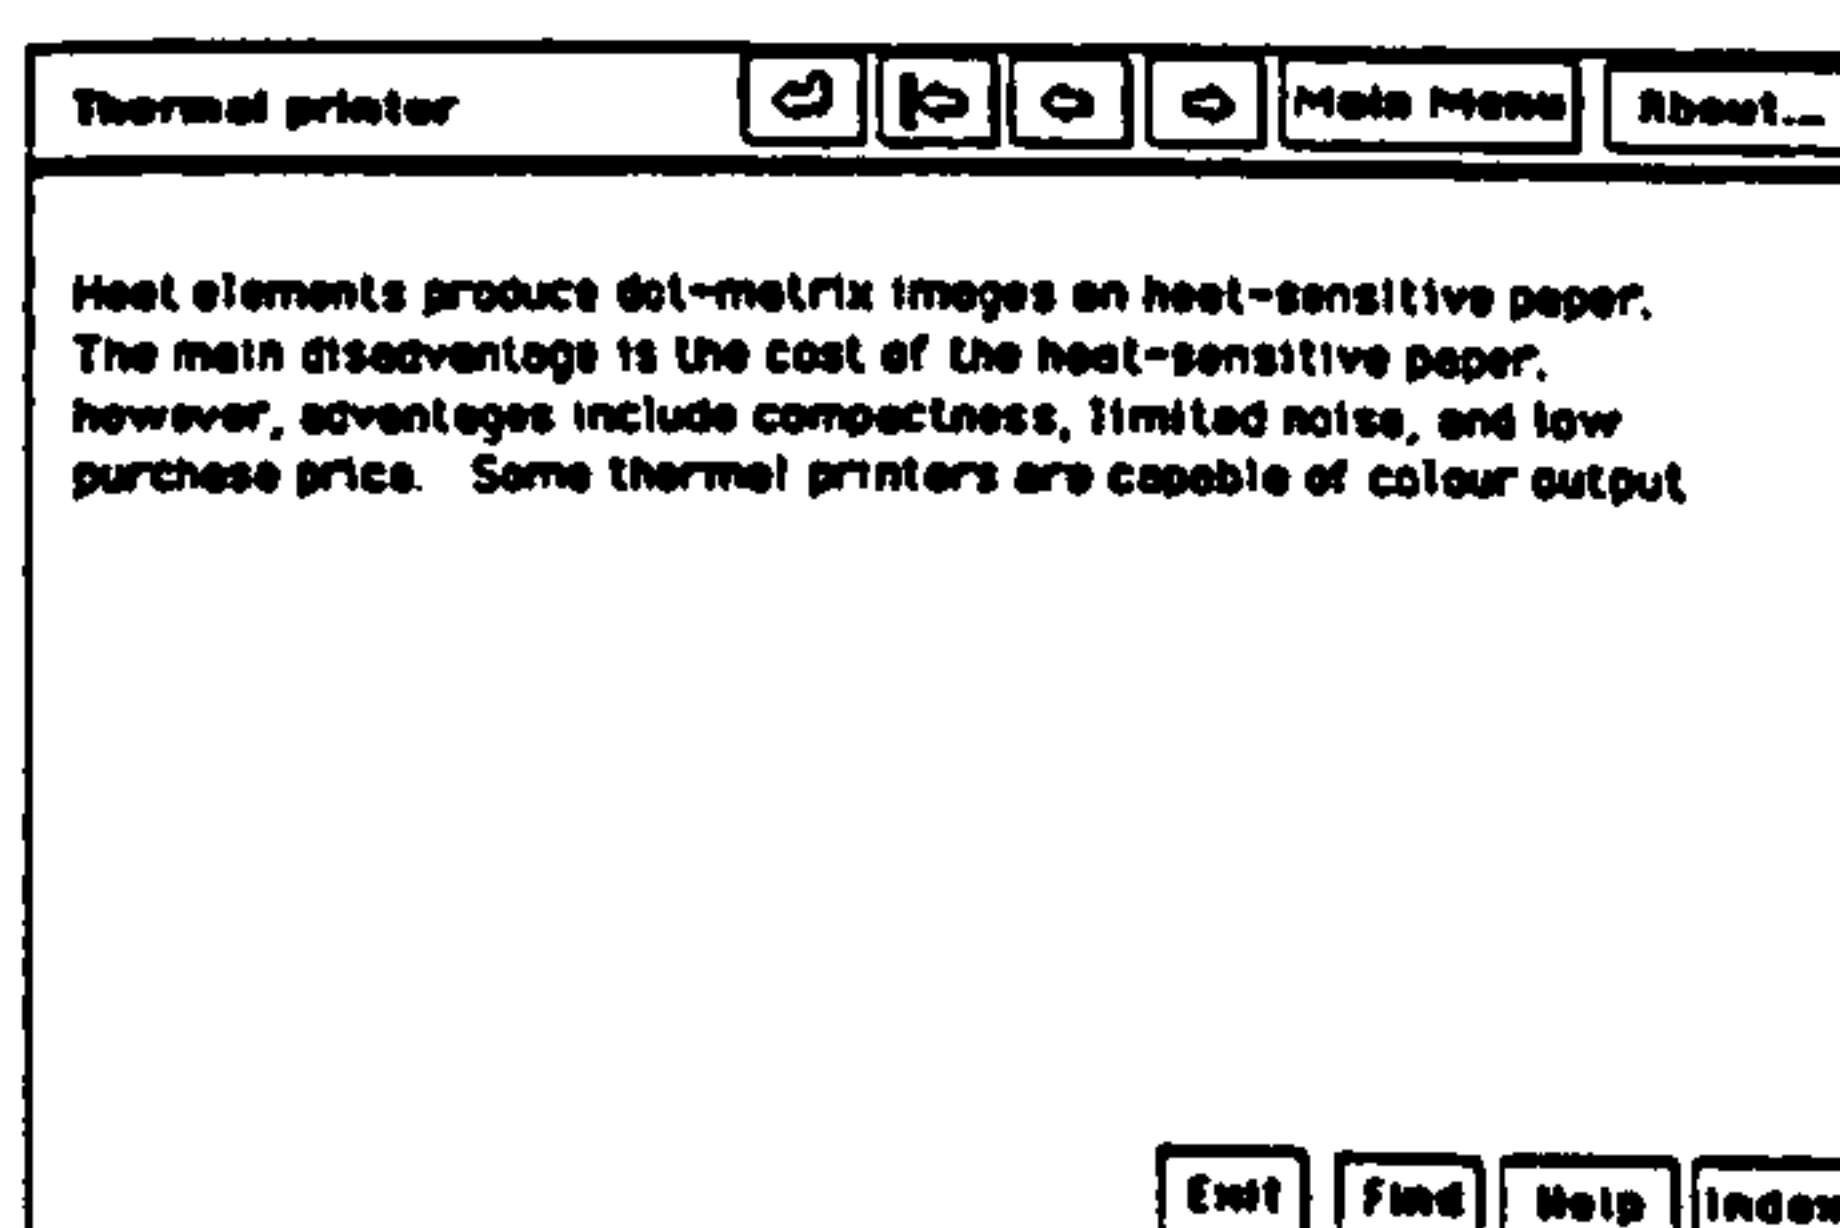 Thermal printer
Main Menu
About...
Heat elements produce dot-matrix images on heat-sensitive paper.
The main disadvantage is the cost of the heat-sensitive paper,
however, advantages include compactness, limited noise, and low
purchase price. Some thermal printers are capable of colour output
Exit
Find
Help
Index